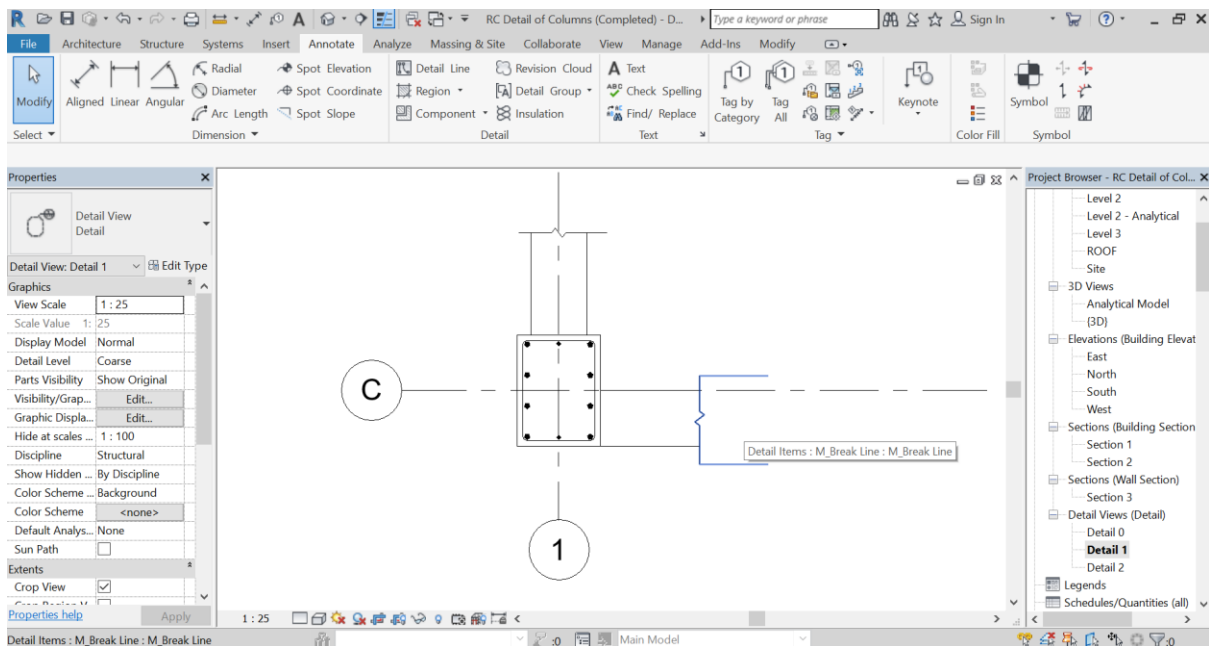 RC Detail of Columns (Completed) - D... Type a keyword or phrase Sign In
File Architecture Structure Systems Insert Annotate Analyze Massing & Site Collaborate View Manage Add-Ins Modify
Modify
Select
Aligned Linear Angular
Radial
Diameter
Arc Length
Spot Elevation
Spot Coordinate
Spot Slope
Dimension
Detail Line
Region
Component
Revision Cloud
Detail Group
Insulation
Detail
Text
Check Spelling
Find/ Replace
Text
Tag by
Category
Tag
All
Tag
Keynote
Color Fill
Symbol
Symbol
Properties
Detail View
Detail
Detail View: Detail 1 Edit Type
Graphics
View Scale 1 : 25
Scale Value 1: 25
Display Model Normal
Detail Level Coarse
Parts Visibility Show Original
Visibility/Grap... Edit...
Graphic Displa... Edit...
Hide at scales ... 1 : 100
Discipline Structural
Show Hidden ... By Discipline
Color Scheme ... Background
Color Scheme <none>
Default Analys... None
Sun Path
Extents
Crop View
Properties help Apply
C
1
Detail Items : M_Break Line : M_Break Line
1 : 25
Project Browser - RC Detail of Col...
Level 2
Level 2 - Analytical
Level 3
ROOF
Site
3D Views
Analytical Model
{3D}
Elevations (Building Elevat
East
North
South
West
Sections (Building Section
Section 1
Section 2
Sections (Wall Section)
Section 3
Detail Views (Detail)
Detail 0
Detail 1
Detail 2
Legends
Schedules/Quantities (all)
Detail Items : M_Break Line : M_Break Line :0 Main Model :0